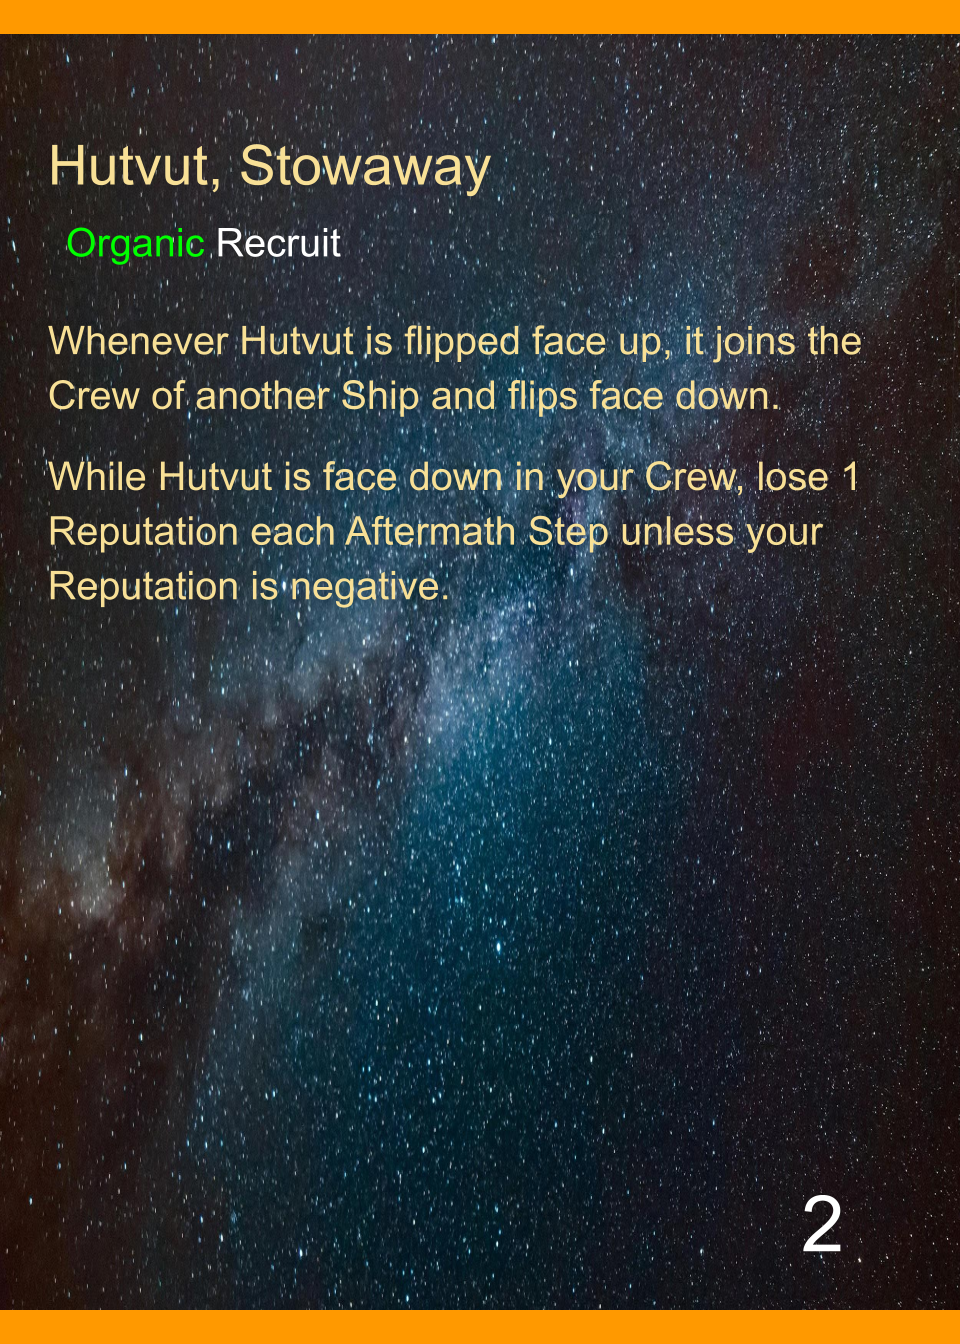 Hutvut, Stowaway
Organic Recruit
Whenever Hutvut is flipped face up, it joins the
Crew of another Ship and flips face down.
While Hutvut is face down in your Crew, lose 1
Reputation each Aftermath Step unless your
Reputation is negative.
2